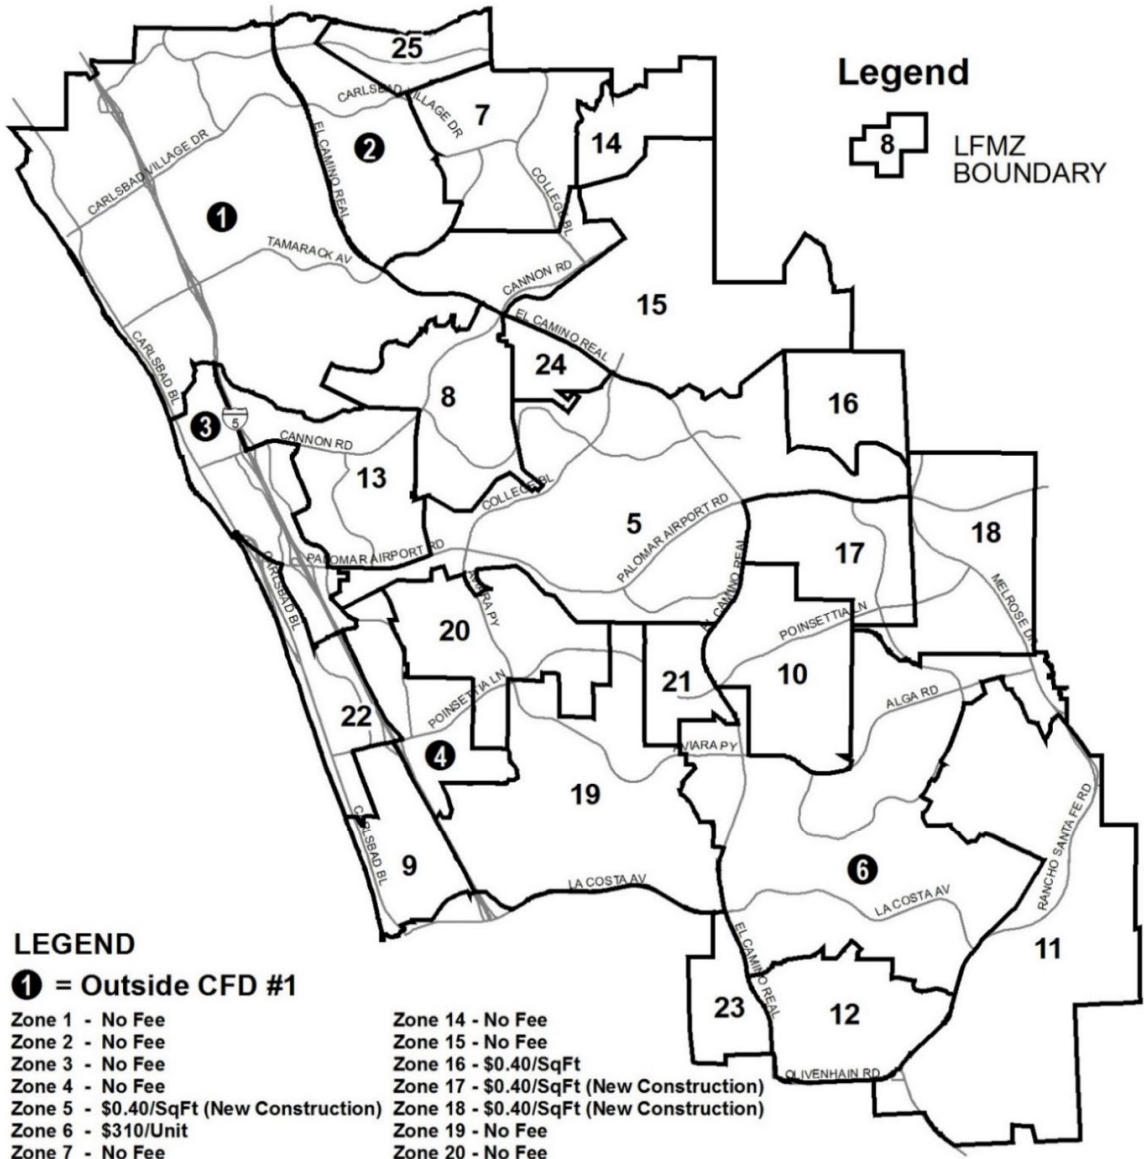 25
Legend
CARLSBAD VILLAGE DR
7
2
14
8
LFMZ
BOUNDARY
EL CAMINO REAL
CARLSBAD VILLAGE DR
COLLEGE BL
1
TAMARACK AV
CANNON RD
15
EL CAMINO REAL
CARLSBAD BL
24
8
16
3
5
CANNON RD
13
COLLEGE BL
5
PALOMAR AIRPORT RD
18
17
PALOMAR AIRPORT RD
EL CAMINO REAL
CARLSBAD BL
AVIARA PY
MELROSE DR
20
POINSETTIA LN
10
21
POINSETTIA LN
ALGA RD
22
4
AVIARA PY
19
CARLSBAD BL
RANCHO SANTA FE RD
9
6
LA COSTA AV
LA COSTA AV
LEGEND
EL CAMINO REAL
11
1 = Outside CFD #1
23
12
OLIVENHAIN RD
Zone 1 - No Fee
Zone 2 - No Fee
Zone 3 - No Fee
Zone 4 - No Fee
Zone 5 - $0.40/SqFt (New Construction)
Zone 6 - $310/Unit
Zone 7 - No Fee
Zone 14 - No Fee
Zone 15 - No Fee
Zone 16 - $0.40/SqFt
Zone 17 - $0.40/SqFt (New Construction)
Zone 18 - $0.40/SqFt (New Construction)
Zone 19 - No Fee
Zone 20 - No Fee